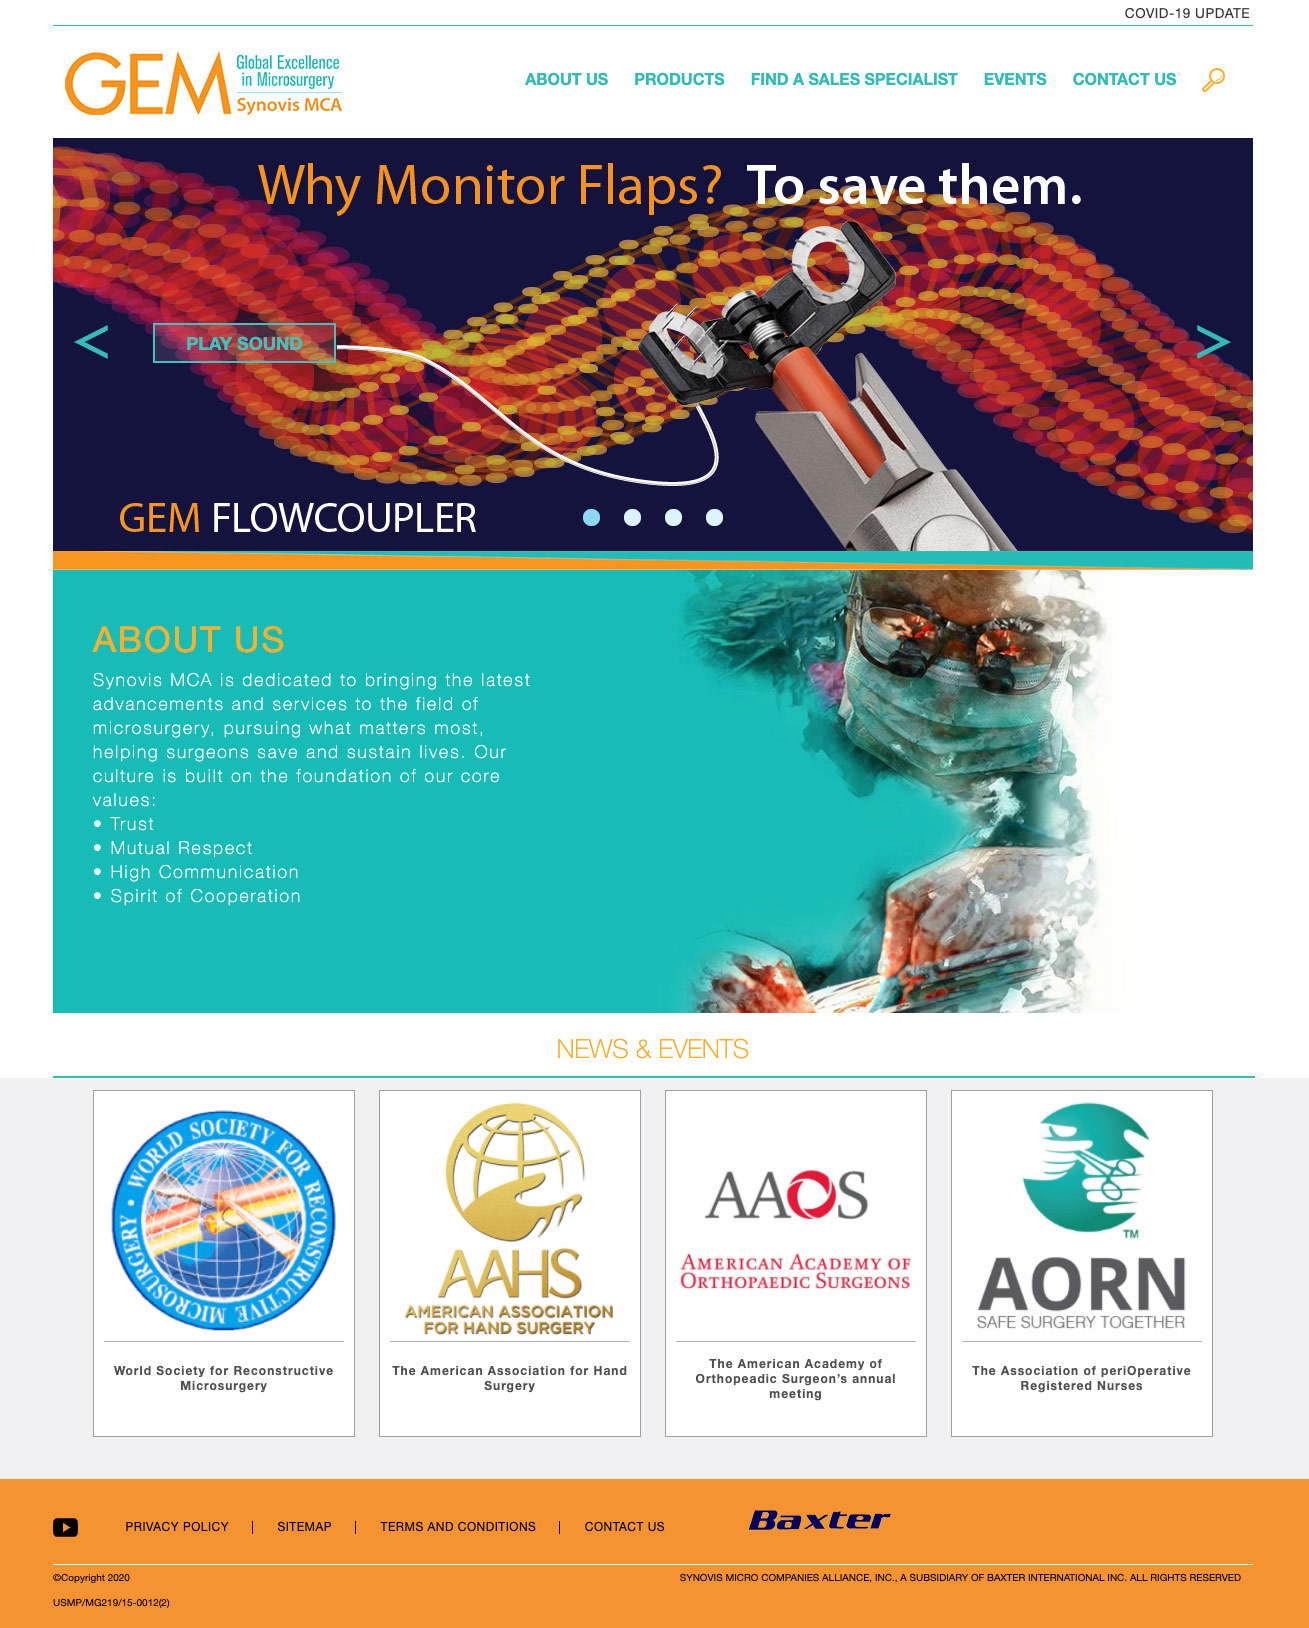 COVID-19 UPDATE
GEM
Global Excellence
in Microsurgery
Synovis MCA
ABOUT US
PRODUCTS
FIND A SALES SPECIALIST
EVENTS
CONTACT US
Why Monitor Flaps? To save them.
<
PLAY SOUND
>
GEM FLOWCOUPLER
ABOUT US
Synovis MCA is dedicated to bringing the latest
advancements and services to the field of
microsurgery, pursuing what matters most,
helping surgeons save and sustain lives. Our
culture is built on the foundation of our core
values:
• Trust
• Mutual Respect
• High Communication
• Spirit of Cooperation
NEWS & EVENTS
• WORLD SOCIETY FOR RECONSTRUCTIVE MICROSURGERY
World Society for Reconstructive
Microsurgery
AAHS
AMERICAN ASSOCIATION
FOR HAND SURGERY
The American Association for Hand
Surgery
AAOS
AMERICAN ACADEMY OF
ORTHOPAEDIC SURGEONS
The American Academy of
Orthopeadic Surgeon's annual
meeting
TM
AORN
SAFE SURGERY TOGETHER
The Association of periOperative
Registered Nurses
PRIVACY POLICY | SITEMAP | TERMS AND CONDITIONS | CONTACT US
Baxter
©Copyright 2020
SYNOVIS MICRO COMPANIES ALLIANCE, INC., A SUBSIDIARY OF BAXTER INTERNATIONAL INC. ALL RIGHTS RESERVED
USMP/MG219/15-0012(2)